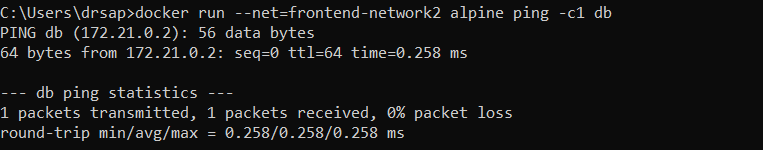 C:\Users\drsap>docker run --net=frontend-network2 alpine ping -c1 db
PING db (172.21.0.2): 56 data bytes
64 bytes from 172.21.0.2: seq=0 ttl=64 time=0.258 ms

--- db ping statistics ---
1 packets transmitted, 1 packets received, 0% packet loss
round-trip min/avg/max = 0.258/0.258/0.258 ms